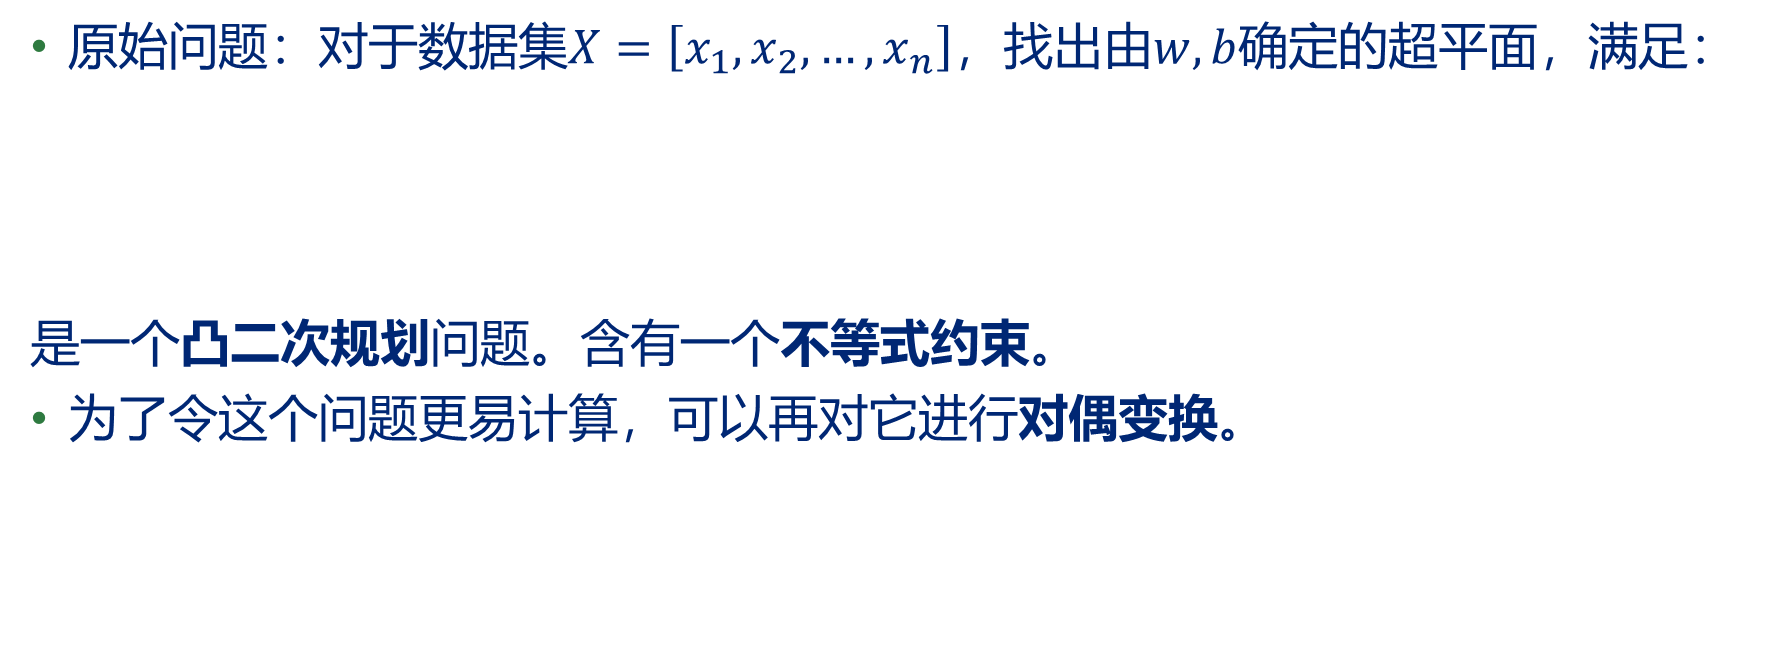 • 原始问题：对于数据集X = [x₁, x₂, … , xₙ]，找出由w, b确定的超平面，满足：
是一个凸二次规划问题。含有一个不等式约束。
• 为了令这个问题更易计算，可以再对它进行对偶变换。